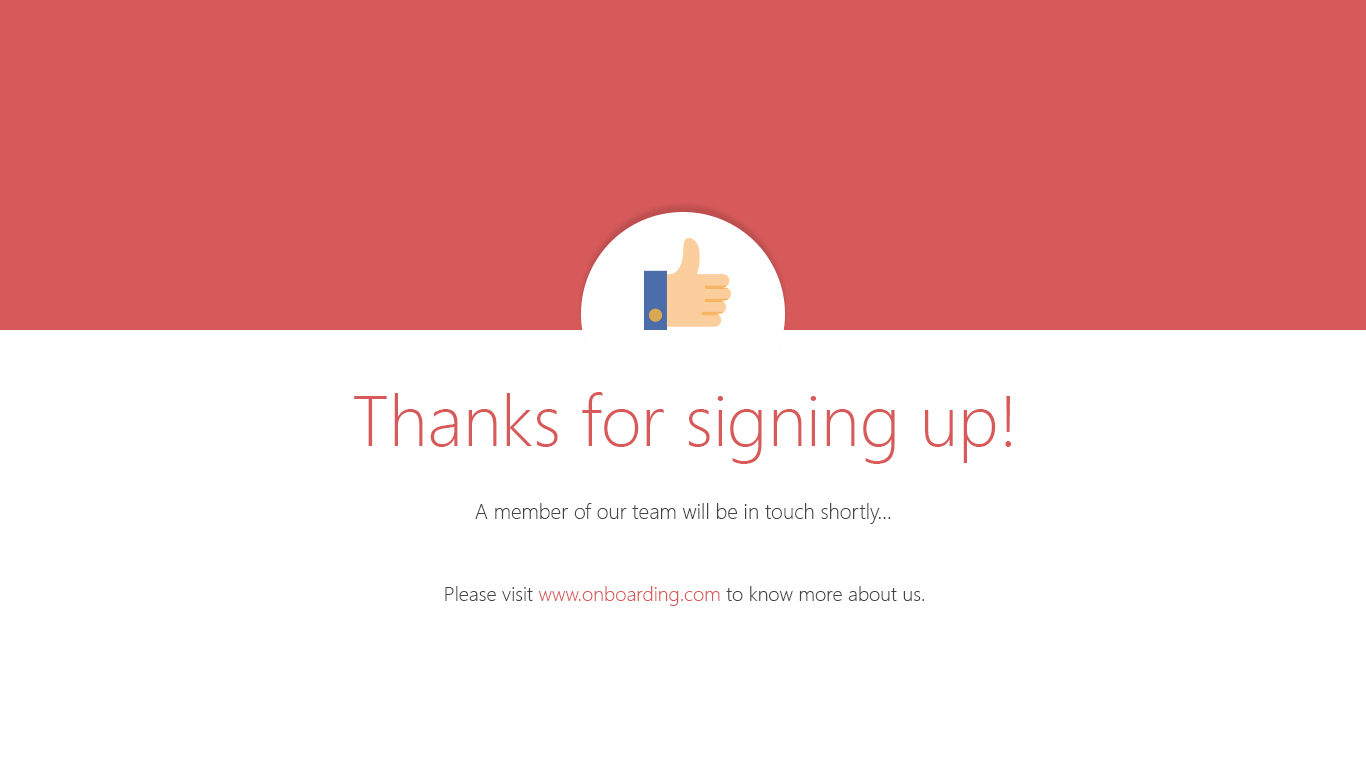 Thanks for signing up!
A member of our team will be in touch shortly...
Please visit www.onboarding.com to know more about us.